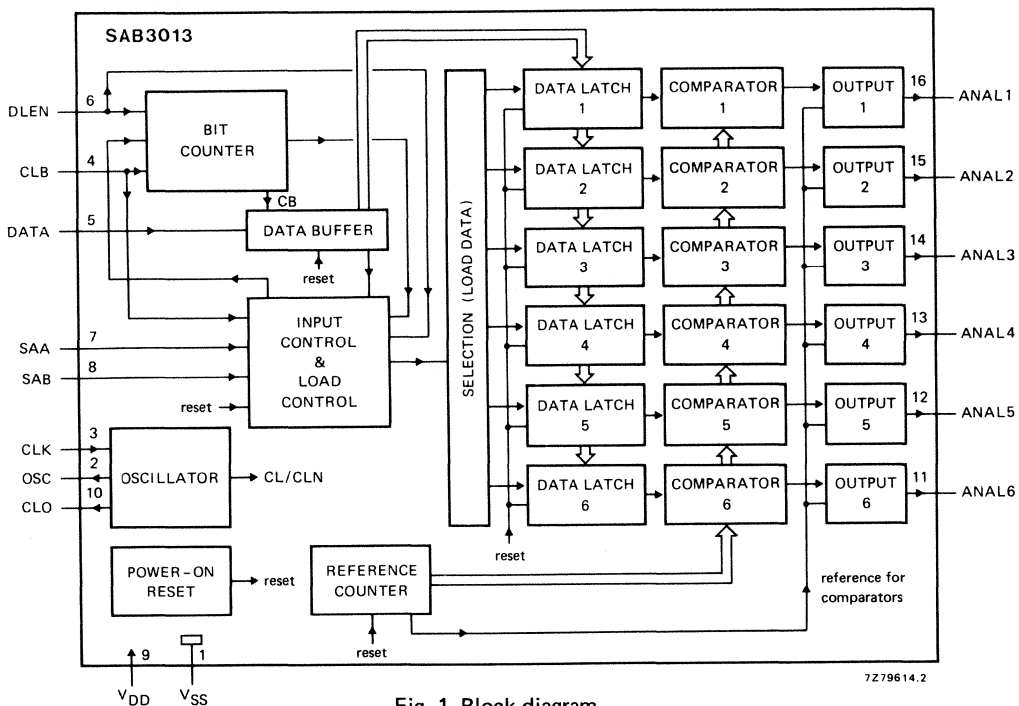 SAB3013
DLEN
6
CLB
4
DATA
5
BIT
COUNTER
CB
DATA BUFFER
reset
SAA
7
SAB
8
reset
INPUT
CONTROL
&
LOAD
CONTROL
CLK
3
OSC
2
CLO
10
OSCILLATOR
CL/CLN
POWER-ON
RESET
reset
REFERENCE
COUNTER
reset
SELECTION (LOAD DATA)
DATA LATCH
1
COMPARATOR
1
OUTPUT
1
16
ANAL1
DATA LATCH
2
COMPARATOR
2
OUTPUT
2
15
ANAL2
DATA LATCH
3
COMPARATOR
3
OUTPUT
3
14
ANAL3
DATA LATCH
4
COMPARATOR
4
OUTPUT
4
13
ANAL4
DATA LATCH
5
COMPARATOR
5
OUTPUT
5
12
ANAL5
DATA LATCH
6
COMPARATOR
6
OUTPUT
6
11
ANAL6
reset
reference for
comparators
9
VDD
1
VSS
7Z79614.2
Fig. 1 Block diagram